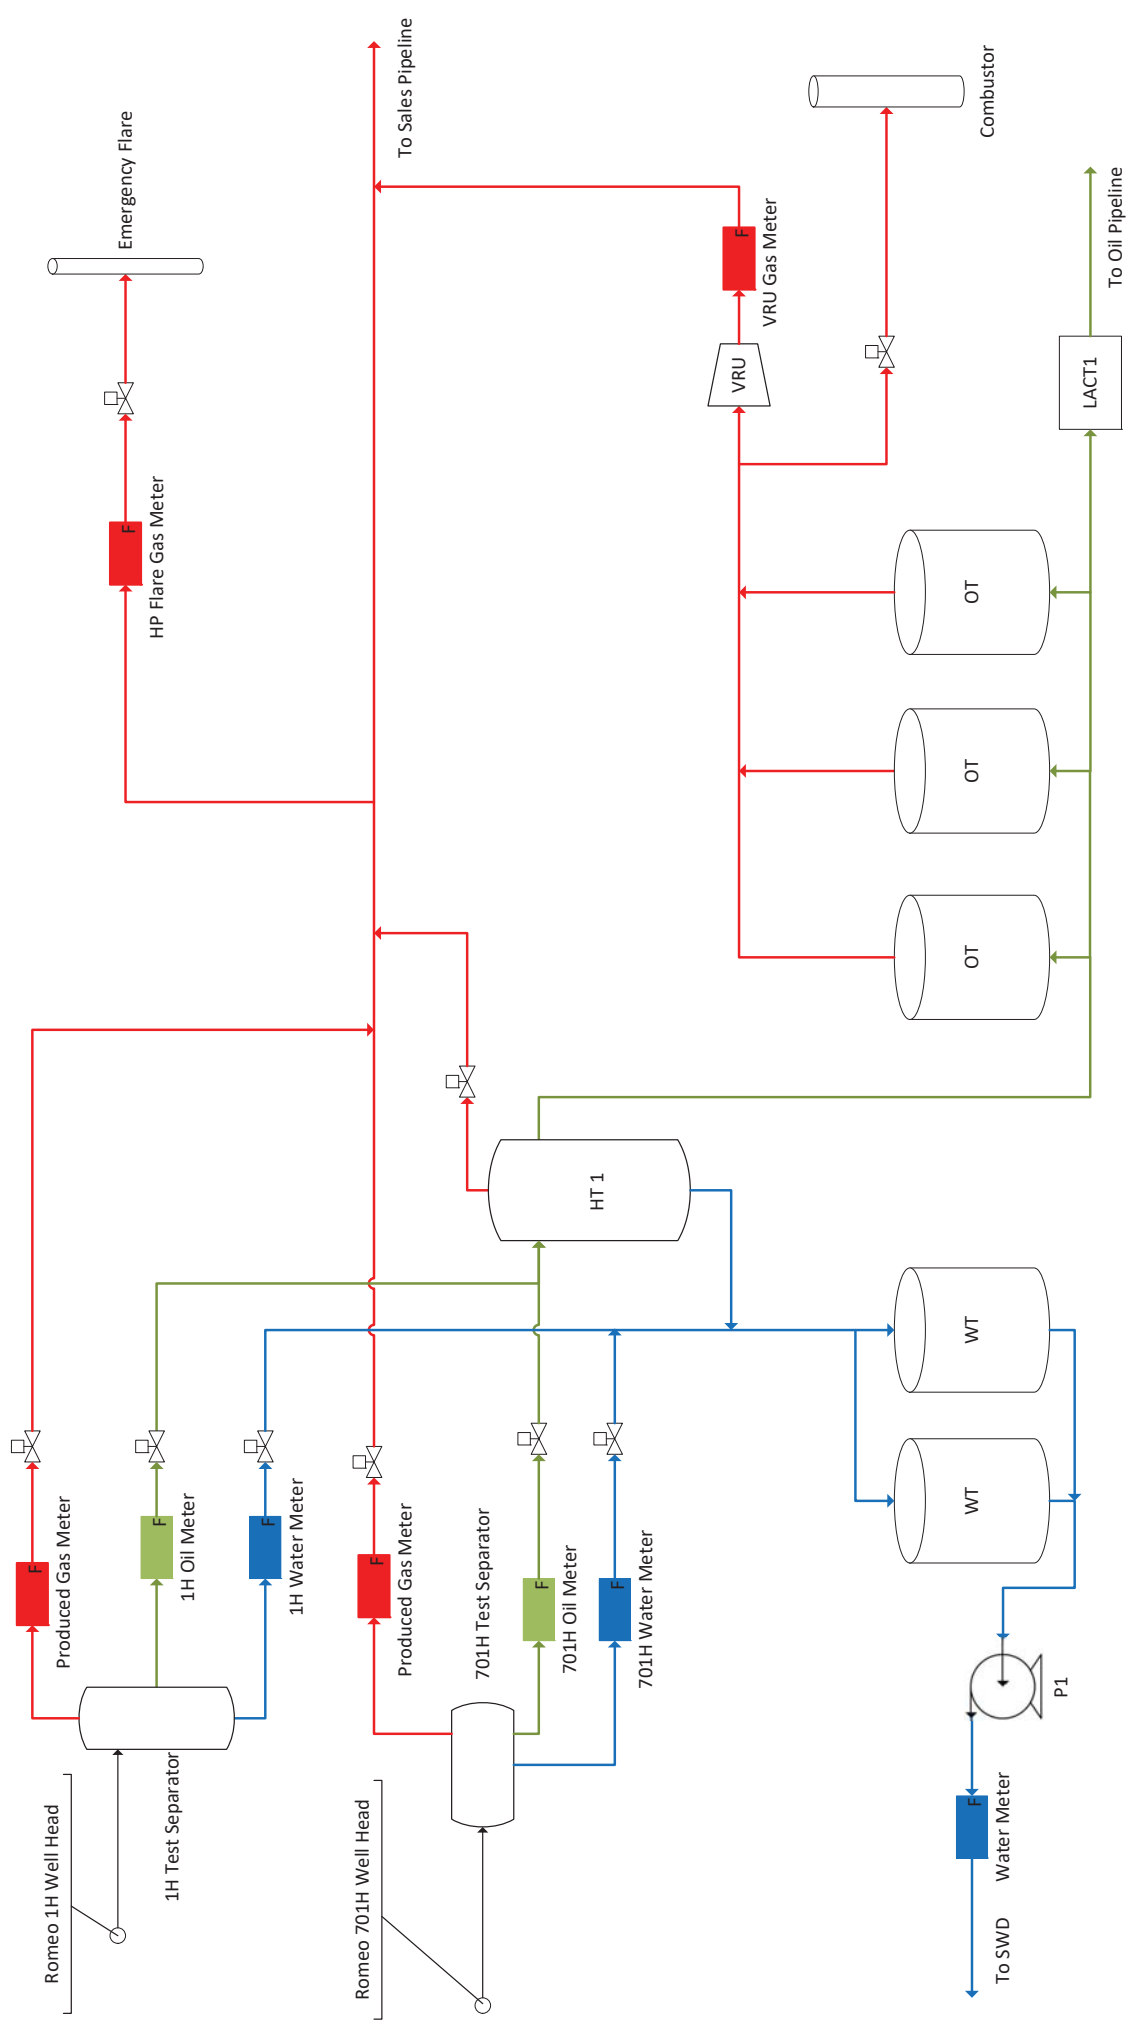 Romeo 1H Well Head
1H Test Separator
F
Produced Gas Meter
F
1H Oil Meter
F
1H Water Meter
Romeo 701H Well Head
701H Test Separator
F
Produced Gas Meter
F
701H Oil Meter
F
701H Water Meter
HT 1
F
HP Flare Gas Meter
Emergency Flare
To Sales Pipeline
VRU
F
VRU Gas Meter
Combustor
OT
OT
OT
LACT1
To Oil Pipeline
WT
WT
P1
F
Water Meter
To SWD